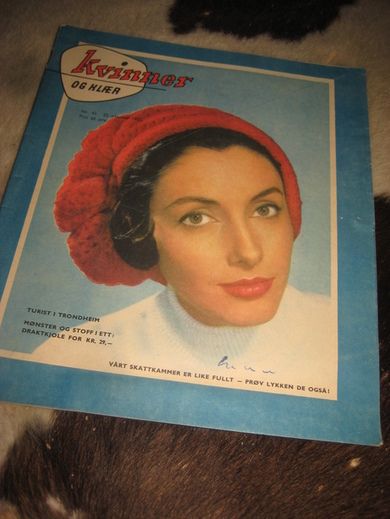 kvinner
OG KLÆR
TURIST I TRONDHEIM
MØNSTER OG STOFF I ETT:
DRAKTKJOLE FOR KR. 29,—
VÅRT SKATTKAMMER ER LIKE FULLT — PRØV LYKKEN DE OGSÅ!